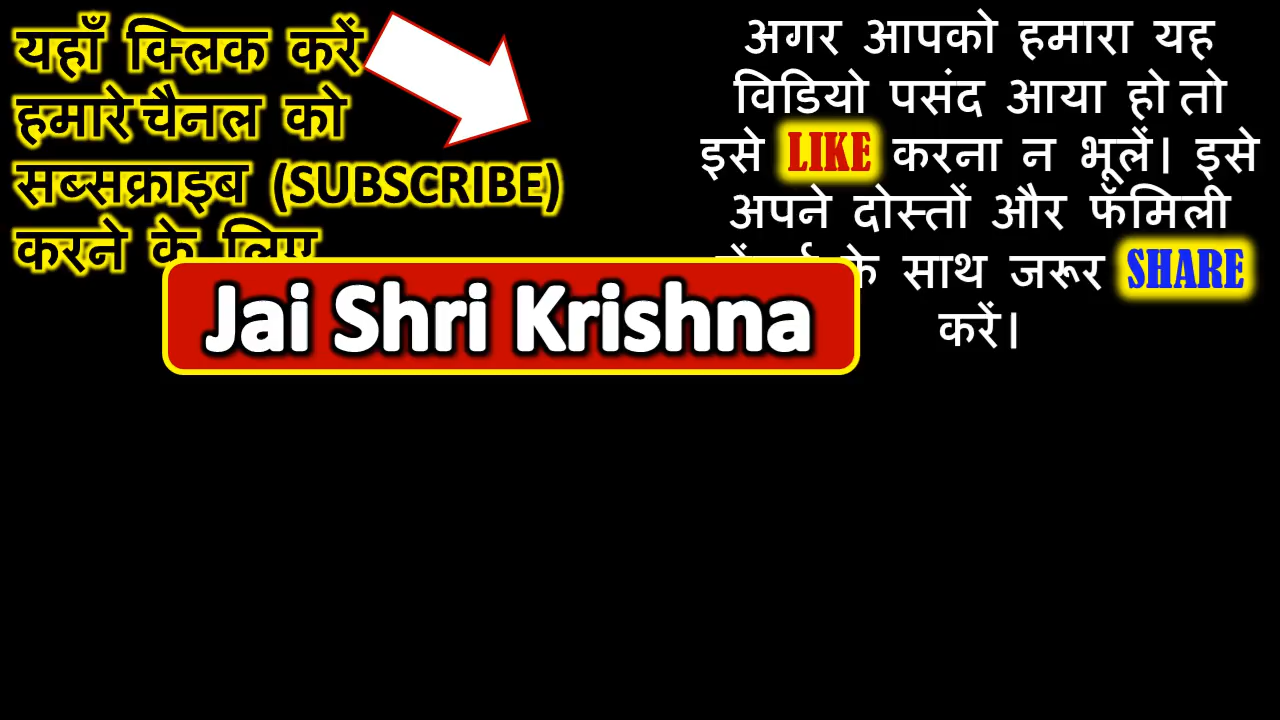 यहाँ क्लिक करें
हमारे चैनल को
सब्सक्राइब (SUBSCRIBE)
करने के लिए
अगर आपको हमारा यह
विडियो पसंद आया हो तो
इसे LIKE करना न भूलें। इसे
अपने दोस्तों और फॅमिली
के साथ जरूर SHARE
करें।
Jai Shri Krishna